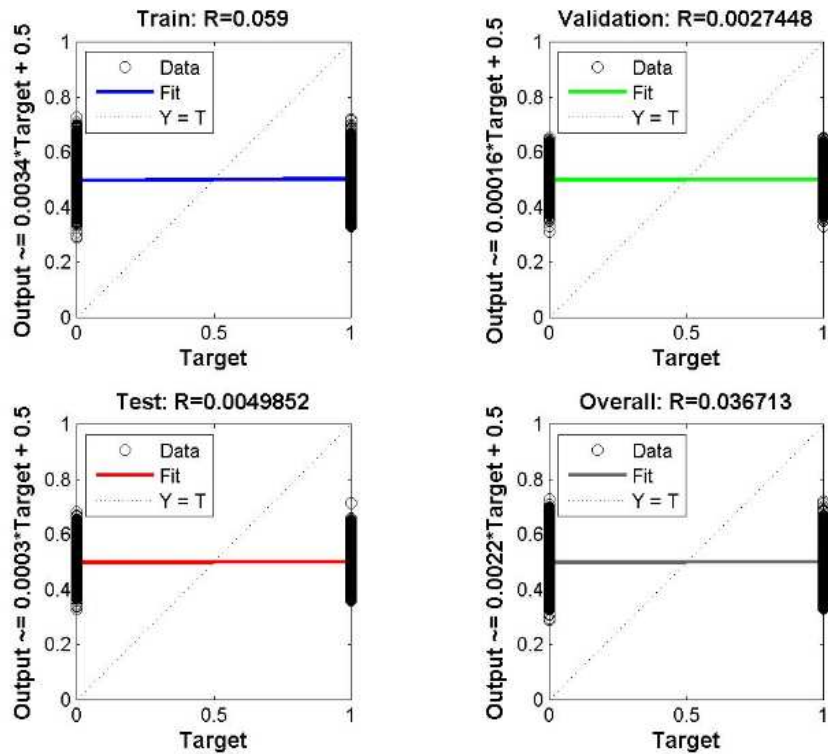 Train: R=0.059
Output ~= 0.0034*Target + 0.5
1
0.8
0.6
0.4
0.2
0
Data
Fit
Y = T
0
0.5
1
Target
Validation: R=0.0027448
Output ~= 0.00016*Target + 0.5
1
0.8
0.6
0.4
0.2
0
Data
Fit
Y = T
0
0.5
1
Target
Test: R=0.0049852
Output ~= 0.0003*Target + 0.5
1
0.8
0.6
0.4
0.2
0
Data
Fit
Y = T
0
0.5
1
Target
Overall: R=0.036713
Output ~= 0.0022*Target + 0.5
1
0.8
0.6
0.4
0.2
0
Data
Fit
Y = T
0
0.5
1
Target